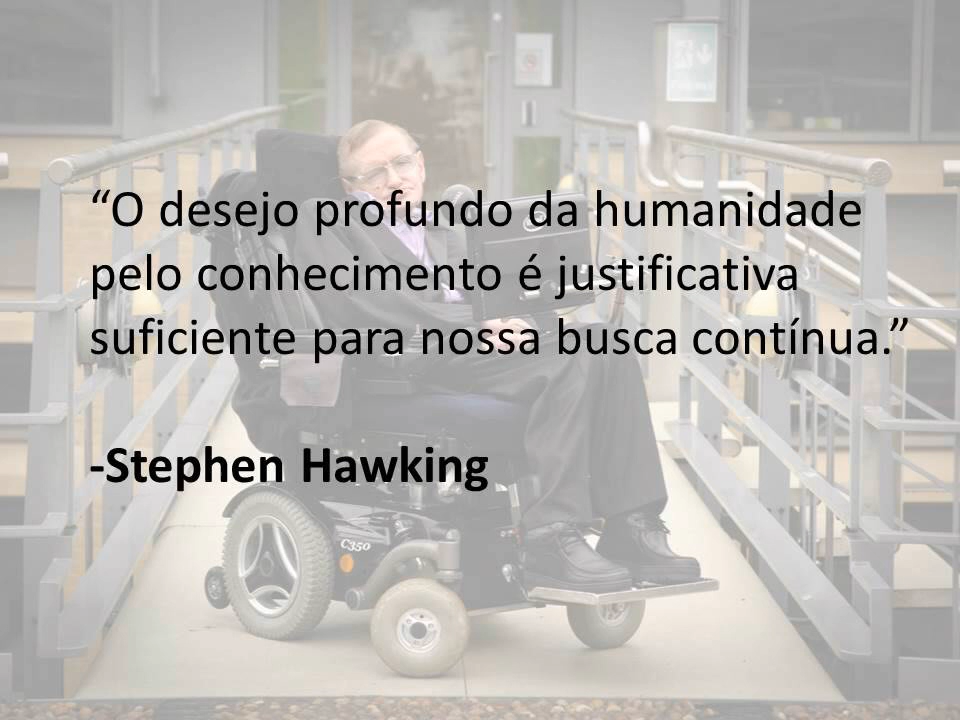 “O desejo profundo da humanidade
pelo conhecimento é justificativa
suficiente para nossa busca contínua.”
-Stephen Hawking
C350